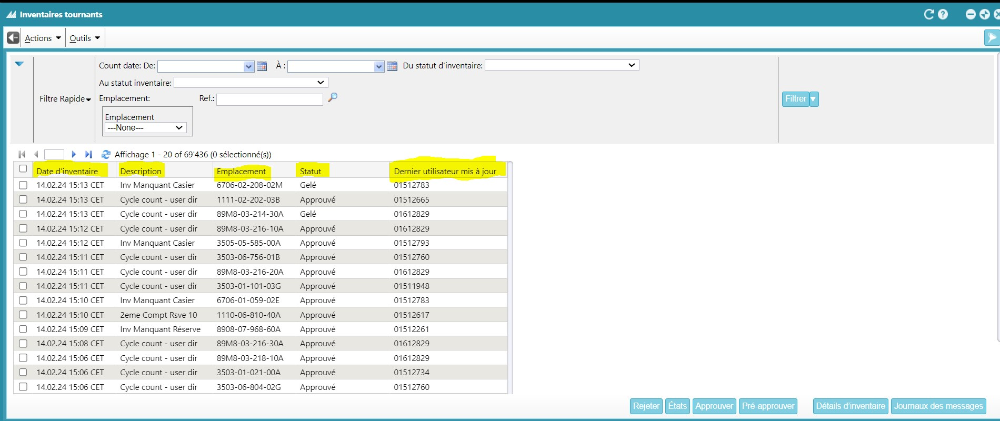 Inventaires tournants
Actions Outils
Count date: De: À : Du statut d'inventaire:
Au statut inventaire:
Filtre Rapide Emplacement: Ref.: Filtrer
Emplacement
---None---
Affichage 1 - 20 of 69'436 (0 sélectionné(s))
Date d'inventaire Description Emplacement Statut Dernier utilisateur mis à jour
14.02.24 15:13 CET Inv Manquant Casier 6706-02-208-02M Gelé 01512783
14.02.24 15:13 CET Cycle count - user dir 1111-02-202-03B Approuvé 01512665
14.02.24 15:13 CET Cycle count - user dir 89M8-03-214-30A Gelé 01612829
14.02.24 15:12 CET Cycle count - user dir 89M8-03-216-10A Approuvé 01612829
14.02.24 15:12 CET Inv Manquant Casier 3505-05-585-00A Approuvé 01512793
14.02.24 15:11 CET Cycle count - user dir 3503-06-756-01B Approuvé 01512760
14.02.24 15:11 CET Cycle count - user dir 89M8-03-216-20A Approuvé 01612829
14.02.24 15:11 CET Cycle count - user dir 3503-01-101-03G Approuvé 01511948
14.02.24 15:10 CET Inv Manquant Casier 6706-01-059-02E Approuvé 01512783
14.02.24 15:10 CET 2eme Compt Rsve 10 1110-06-810-40A Approuvé 01512617
14.02.24 15:09 CET Inv Manquant Réserve 8908-07-968-60A Approuvé 01512261
14.02.24 15:08 CET Cycle count - user dir 89M8-03-216-30A Approuvé 01612829
14.02.24 15:06 CET Cycle count - user dir 89M8-03-218-10A Approuvé 01612829
14.02.24 15:06 CET Cycle count - user dir 3503-01-021-00A Approuvé 01512734
14.02.24 15:06 CET Cycle count - user dir 3503-06-804-02G Approuvé 01512760
Rejeter États Approuver Pré-approuver Détails d'inventaire Journaux des messages